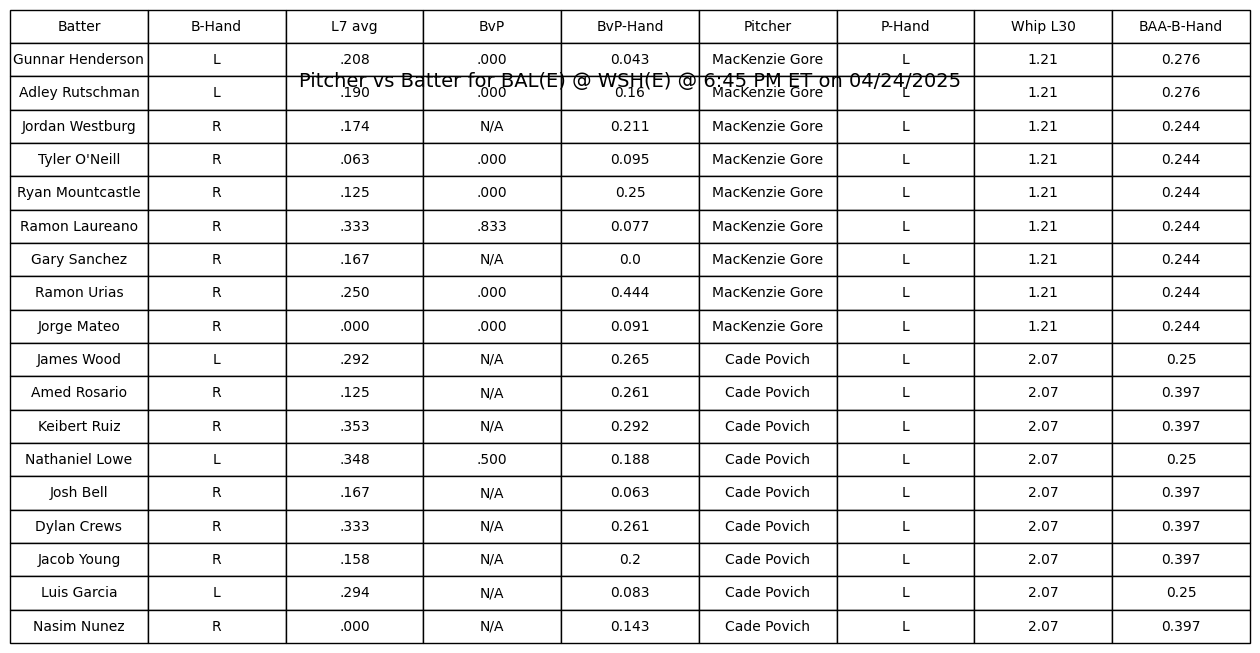 Batter B-Hand L7 avg BvP BvP-Hand Pitcher P-Hand Whip L30 BAA-B-Hand
Gunnar Henderson L .208 .000 0.043 MacKenzie Gore L 1.21 0.276
Pitcher vs Batter for BAL(E) @ WSH(E) @ 6:45 PM ET on 04/24/2025
Adley Rutschman L .190 .000 0.16 MacKenzie Gore L 1.21 0.276
Jordan Westburg R .174 N/A 0.211 MacKenzie Gore L 1.21 0.244
Tyler O'Neill R .063 .000 0.095 MacKenzie Gore L 1.21 0.244
Ryan Mountcastle R .125 .000 0.25 MacKenzie Gore L 1.21 0.244
Ramon Laureano R .333 .833 0.077 MacKenzie Gore L 1.21 0.244
Gary Sanchez R .167 N/A 0.0 MacKenzie Gore L 1.21 0.244
Ramon Urias R .250 .000 0.444 MacKenzie Gore L 1.21 0.244
Jorge Mateo R .000 .000 0.091 MacKenzie Gore L 1.21 0.244
James Wood L .292 N/A 0.265 Cade Povich L 2.07 0.25
Amed Rosario R .125 N/A 0.261 Cade Povich L 2.07 0.397
Keibert Ruiz R .353 N/A 0.292 Cade Povich L 2.07 0.397
Nathaniel Lowe L .348 .500 0.188 Cade Povich L 2.07 0.25
Josh Bell R .167 N/A 0.063 Cade Povich L 2.07 0.397
Dylan Crews R .333 N/A 0.261 Cade Povich L 2.07 0.397
Jacob Young R .158 N/A 0.2 Cade Povich L 2.07 0.397
Luis Garcia L .294 N/A 0.083 Cade Povich L 2.07 0.25
Nasim Nunez R .000 N/A 0.143 Cade Povich L 2.07 0.397